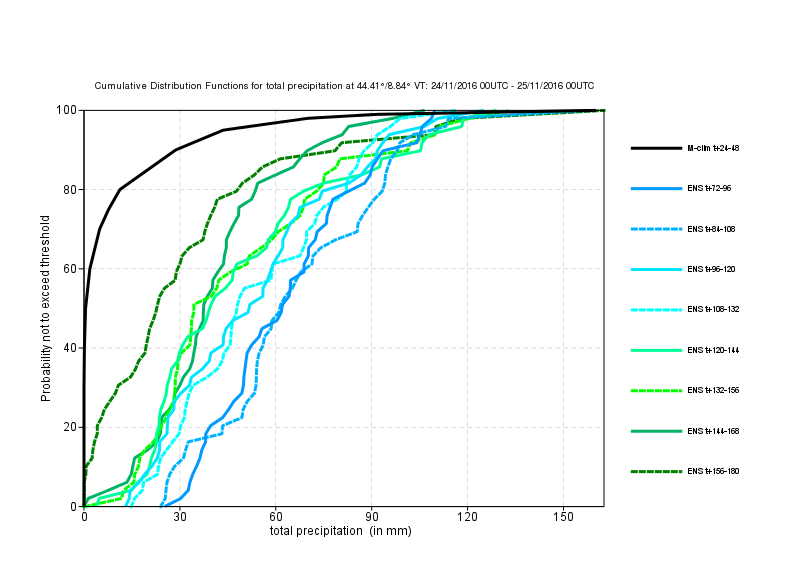 Cumulative Distribution Functions for total precipitation at 44.41°/8.84° VT: 24/11/2016 00UTC - 25/11/2016 00UTC
100
80
60
40
20
0
Probability not to exceed threshold
0 30 60 90 120 150
total precipitation (in mm)
M-clim t+24-48
ENS t+72-96
ENS t+84-108
ENS t+96-120
ENS t+108-132
ENS t+120-144
ENS t+132-156
ENS t+144-168
ENS t+156-180